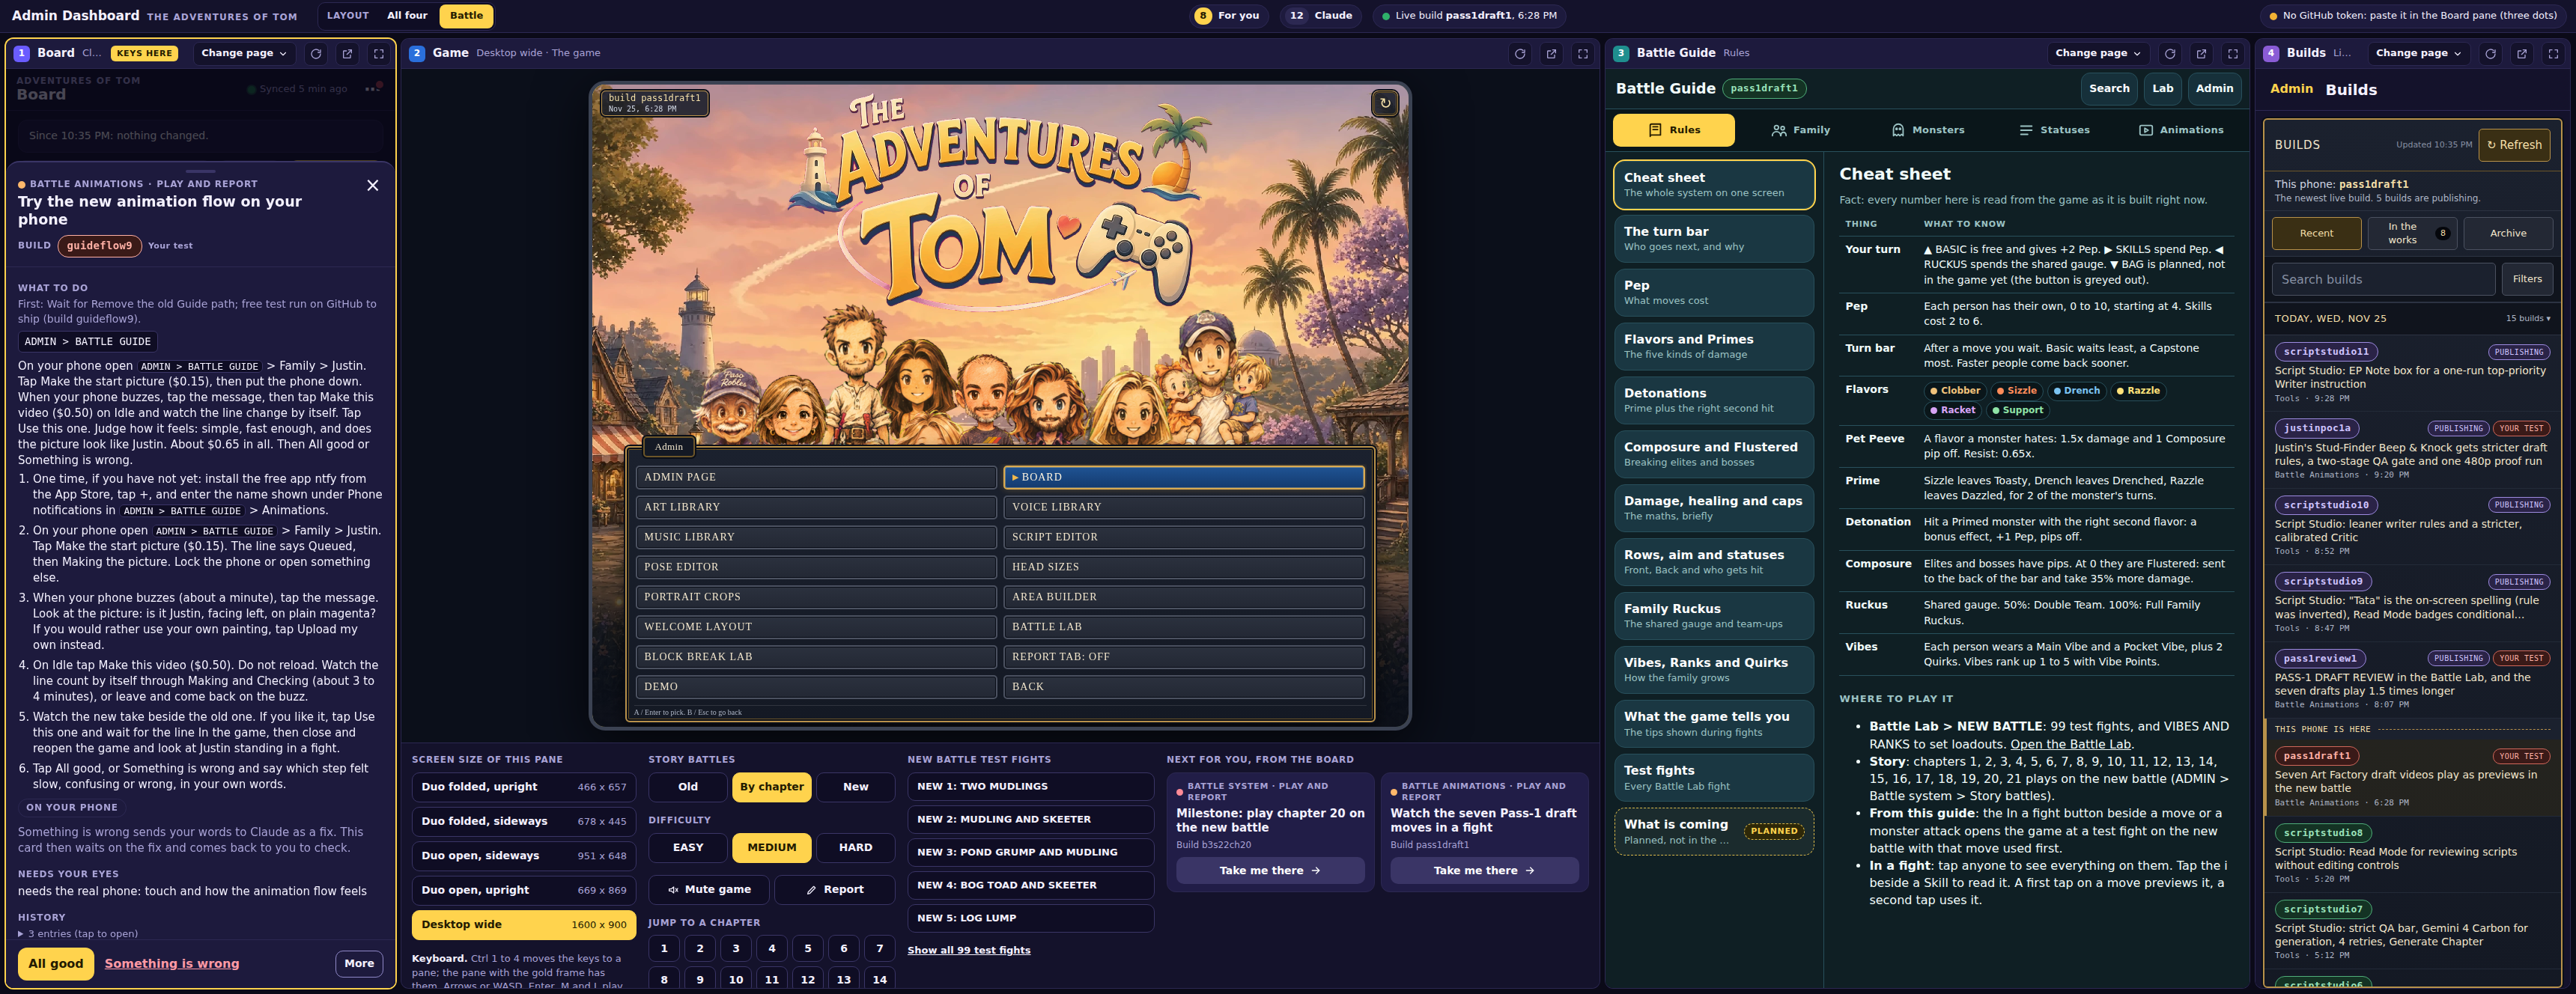 Admin Dashboard THE ADVENTURES OF TOM LAYOUT All four Battle 8 For you 12 Claude Live build pass1draft1, 6:28 PM No GitHub token: paste it in the Board pane (three dots)
1 Board Cl... KEYS HERE Change page
ADVENTURES OF TOM
Board Synced 5 min ago
Since 10:35 PM: nothing changed.
BATTLE ANIMATIONS · PLAY AND REPORT
Try the new animation flow on your
phone
BUILD guideflow9 Your test
WHAT TO DO
First: Wait for Remove the old Guide path; free test run on GitHub to
ship (build guideflow9).
ADMIN > BATTLE GUIDE
On your phone open ADMIN > BATTLE GUIDE > Family > Justin.
Tap Make the start picture ($0.15), then put the phone down.
When your phone buzzes, tap the message, then tap Make this
video ($0.50) on Idle and watch the line change by itself. Tap
Use this one. Judge how it feels: simple, fast enough, and does
the picture look like Justin. About $0.65 in all. Then All good or
Something is wrong.
1. One time, if you have not yet: install the free app ntfy from
the App Store, tap +, and enter the name shown under Phone
notifications in ADMIN > BATTLE GUIDE > Animations.
2. On your phone open ADMIN > BATTLE GUIDE > Family > Justin.
Tap Make the start picture ($0.15). The line says Queued,
then Making the picture. Lock the phone or open something
else.
3. When your phone buzzes (about a minute), tap the message.
Look at the picture: is it Justin, facing left, on plain magenta?
If you would rather use your own painting, tap Upload my
own instead.
4. On Idle tap Make this video ($0.50). Do not reload. Watch the
line count by itself through Making and Checking (about 3 to
4 minutes), or leave and come back on the buzz.
5. Watch the new take beside the old one. If you like it, tap Use
this one and wait for the line In the game, then close and
reopen the game and look at Justin standing in a fight.
6. Tap All good, or Something is wrong and say which step felt
slow, confusing or wrong, in your own words.
ON YOUR PHONE
Something is wrong sends your words to Claude as a fix. This
card then waits on the fix and comes back to you to check.
NEEDS YOUR EYES
needs the real phone: touch and how the animation flow feels
HISTORY
▶ 3 entries (tap to open)
All good Something is wrong More
2 Game Desktop wide · The game
build pass1draft1
Nov 25, 6:28 PM
THE
ADVENTURES
OF
TOM
Paso
Robles
Admin
ADMIN PAGE ▶ BOARD
ART LIBRARY VOICE LIBRARY
MUSIC LIBRARY SCRIPT EDITOR
POSE EDITOR HEAD SIZES
PORTRAIT CROPS AREA BUILDER
WELCOME LAYOUT BATTLE LAB
BLOCK BREAK LAB REPORT TAB: OFF
DEMO BACK
A / Enter to pick. B / Esc to go back
SCREEN SIZE OF THIS PANE
Duo folded, upright 466 x 657
Duo folded, sideways 678 x 445
Duo open, sideways 951 x 648
Duo open, upright 669 x 869
Desktop wide 1600 x 900
Keyboard. Ctrl 1 to 4 moves the keys to a
pane; the pane with the gold frame has
them. Arrows or WASD, Enter, M and L play
STORY BATTLES
Old By chapter New
DIFFICULTY
EASY MEDIUM HARD
Mute game Report
JUMP TO A CHAPTER
1 2 3 4 5 6 7
8 9 10 11 12 13 14
NEW BATTLE TEST FIGHTS
NEW 1: TWO MUDLINGS
NEW 2: MUDLING AND SKEETER
NEW 3: POND GRUMP AND MUDLING
NEW 4: BOG TOAD AND SKEETER
NEW 5: LOG LUMP
Show all 99 test fights
NEXT FOR YOU, FROM THE BOARD
BATTLE SYSTEM · PLAY AND
REPORT
Milestone: play chapter 20 on
the new battle
Build b3s22ch20
Take me there →
BATTLE ANIMATIONS · PLAY AND
REPORT
Watch the seven Pass-1 draft
moves in a fight
Build pass1draft1
Take me there →
3 Battle Guide Rules Change page
Battle Guide pass1draft1 Search Lab Admin
Rules Family Monsters Statuses Animations
Cheat sheet
The whole system on one screen
The turn bar
Who goes next, and why
Pep
What moves cost
Flavors and Primes
The five kinds of damage
Detonations
Prime plus the right second hit
Composure and Flustered
Breaking elites and bosses
Damage, healing and caps
The maths, briefly
Rows, aim and statuses
Front, Back and who gets hit
Family Ruckus
The shared gauge and team-ups
Vibes, Ranks and Quirks
How the family grows
What the game tells you
The tips shown during fights
Test fights
Every Battle Lab fight
What is coming PLANNED
Planned, not in the ...
Cheat sheet
Fact: every number here is read from the game as it is built right now.
THING WHAT TO KNOW
Your turn ▲ BASIC is free and gives +2 Pep. ▶ SKILLS spend Pep. ◀
RUCKUS spends the shared gauge. ▼ BAG is planned, not
in the game yet (the button is greyed out).
Pep Each person has their own, 0 to 10, starting at 4. Skills
cost 2 to 6.
Turn bar After a move you wait. Basic waits least, a Capstone
most. Faster people come back sooner.
Flavors Clobber Sizzle Drench Razzle
Racket Support
Pet Peeve A flavor a monster hates: 1.5x damage and 1 Composure
pip off. Resist: 0.65x.
Prime Sizzle leaves Toasty, Drench leaves Drenched, Razzle
leaves Dazzled, for 2 of the monster's turns.
Detonation Hit a Primed monster with the right second flavor: a
bonus effect, +1 Pep, pips off.
Composure Elites and bosses have pips. At 0 they are Flustered: sent
to the back of the bar and take 35% more damage.
Ruckus Shared gauge. 50%: Double Team. 100%: Full Family
Ruckus.
Vibes Each person wears a Main Vibe and a Pocket Vibe, plus 2
Quirks. Vibes rank up 1 to 5 with Vibe Points.
WHERE TO PLAY IT
• Battle Lab > NEW BATTLE: 99 test fights, and VIBES AND
RANKS to set loadouts. Open the Battle Lab.
• Story: chapters 1, 2, 3, 4, 5, 6, 7, 8, 9, 10, 11, 12, 13, 14,
15, 16, 17, 18, 19, 20, 21 plays on the new battle (ADMIN >
Battle system > Story battles).
• From this guide: the In a fight button beside a move or a
monster attack opens the game at a test fight on the new
battle with that move used first.
• In a fight: tap anyone to see everything on them. Tap the i
beside a Skill to read it. A first tap on a move previews it, a
second tap uses it.
4 Builds Li... Change page
Admin Builds
BUILDS Updated 10:35 PM ↻ Refresh
This phone: pass1draft1
The newest live build. 5 builds are publishing.
Recent In the works 8 Archive
Search builds Filters
TODAY, WED, NOV 25 15 builds ▾
scriptstudio11 PUBLISHING
Script Studio: EP Note box for a one-run top-priority
Writer instruction
Tools · 9:28 PM
justinpoc1a PUBLISHING YOUR TEST
Justin's Stud-Finder Beep & Knock gets stricter draft
rules, a two-stage QA gate and one 480p proof run
Battle Animations · 9:20 PM
scriptstudio10 PUBLISHING
Script Studio: leaner writer rules and a stricter,
calibrated Critic
Tools · 8:52 PM
scriptstudio9 PUBLISHING
Script Studio: "Tata" is the on-screen spelling (rule
was inverted), Read Mode badges conditional...
Tools · 8:47 PM
pass1review1 PUBLISHING YOUR TEST
PASS-1 DRAFT REVIEW in the Battle Lab, and the
seven drafts play 1.5 times longer
Battle Animations · 8:07 PM
THIS PHONE IS HERE
pass1draft1 YOUR TEST
Seven Art Factory draft videos play as previews in
the new battle
Battle Animations · 6:28 PM
scriptstudio8
Script Studio: Read Mode for reviewing scripts
without editing controls
Tools · 5:20 PM
scriptstudio7
Script Studio: strict QA bar, Gemini 4 Carbon for
generation, 4 retries, Generate Chapter
Tools · 5:12 PM
scriptstudio6